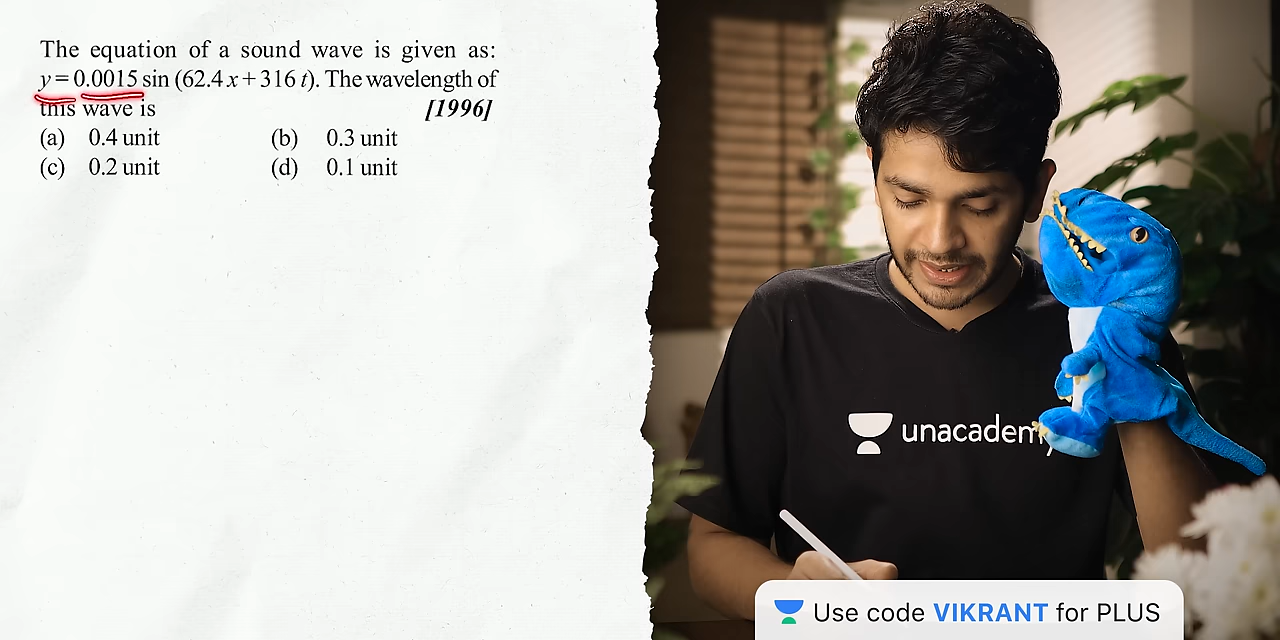 The equation of a sound wave is given as:
y = 0.0015 sin (62.4 x + 316 t). The wavelength of
this wave is [1996]
(a) 0.4 unit (b) 0.3 unit
(c) 0.2 unit (d) 0.1 unit
unacademy
Use code VIKRANT for PLUS